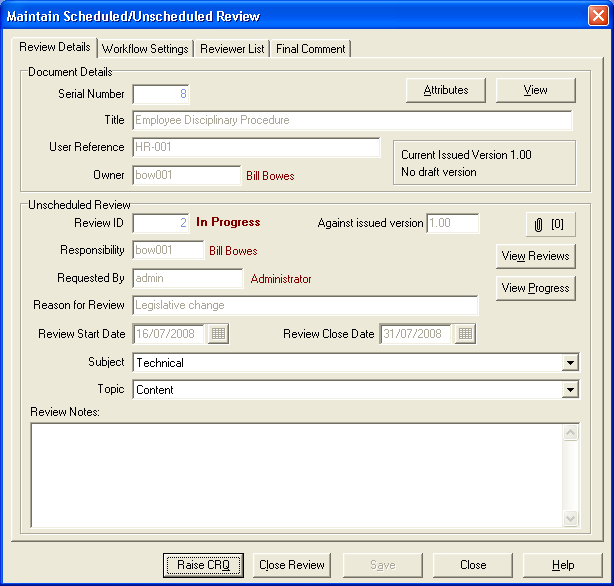 Maintain Scheduled/Unscheduled Review
Review Details Workflow Settings Reviewer List Final Comment
Document Details
Serial Number 8 Attributes View
Title Employee Disciplinary Procedure
User Reference HR-001
Current Issued Version 1.00
No draft version
Owner bow001 Bill Bowes
Unscheduled Review
Review ID 2 In Progress Against issued version 1.00 [0]
Responsibility bow001 Bill Bowes View Reviews
Requested By admin Administrator
View Progress
Reason for Review Legislative change
Review Start Date 16/07/2008 Review Close Date 31/07/2008
Subject Technical
Topic Content
Review Notes:
Raise CRQ Close Review Save Close Help